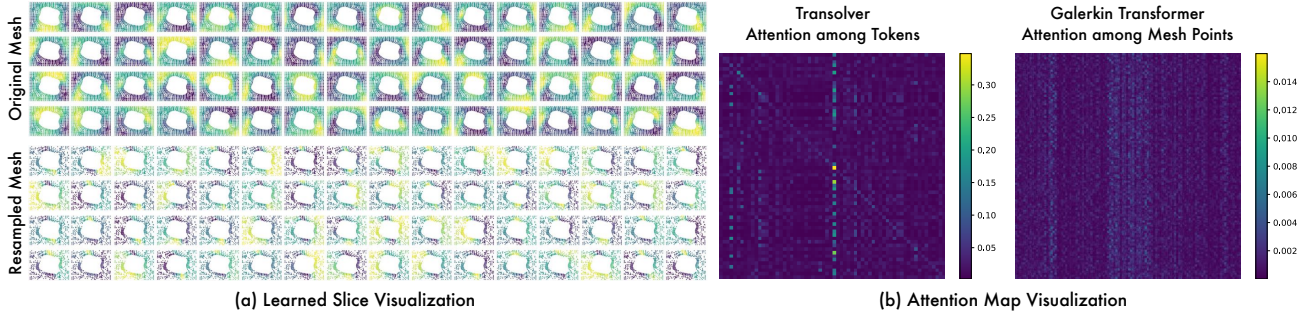 Original Mesh
Resampled Mesh
(a) Learned Slice Visualization
Transolver
Attention among Tokens
0.30
0.25
0.20
0.15
0.10
0.05
Galerkin Transformer
Attention among Mesh Points
0.014
0.012
0.010
0.008
0.006
0.004
0.002
(b) Attention Map Visualization